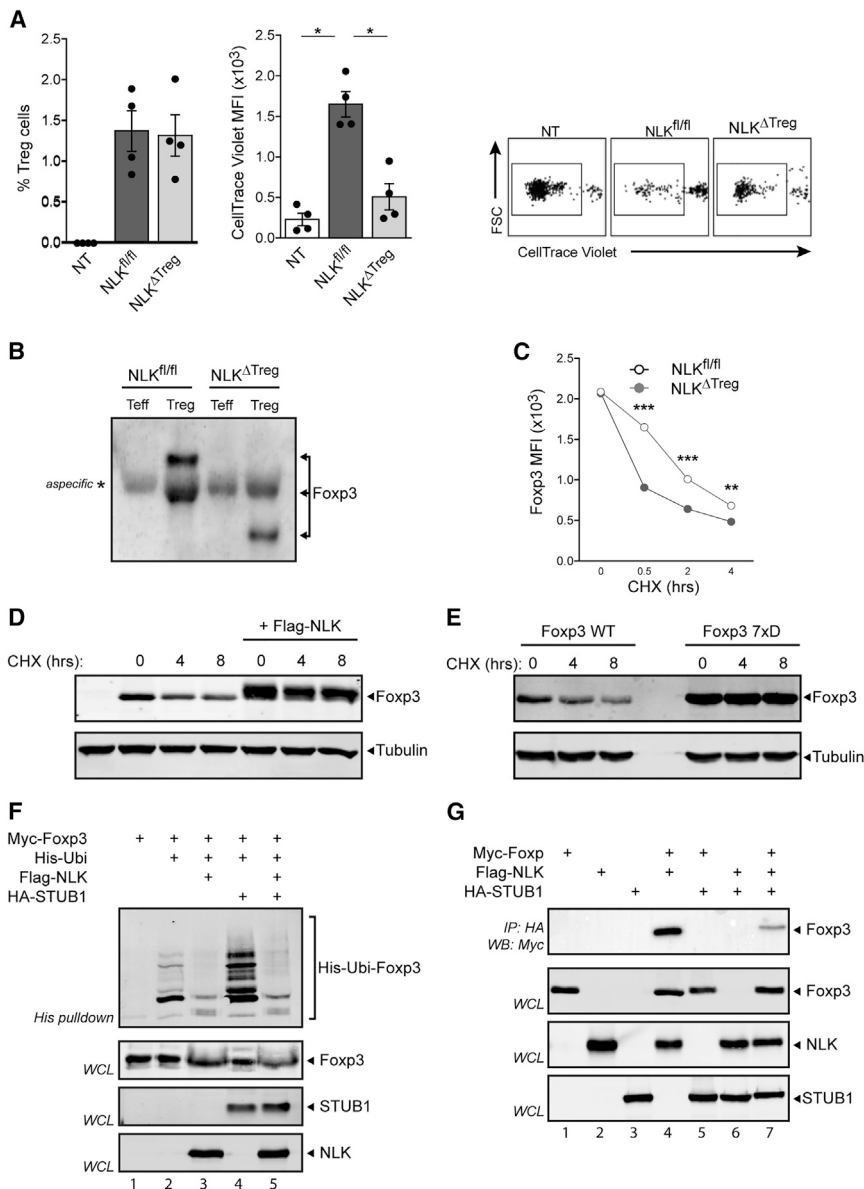 A
% Treg cells
2.5
2.0
1.5
1.0
0.5
0.0
NT
NLKfl/fl
NLKΔTreg
CellTrace Violet MFI (x10³)
2.5
2.0
1.5
1.0
0.5
0.0
* *
NT
NLKfl/fl
NLKΔTreg
NT NLKfl/fl NLKΔTreg
FSC
CellTrace Violet
B
NLKfl/fl NLKΔTreg
Teff Treg Teff Treg
aspecific *
Foxp3
C
Foxp3 MFI (x10³)
2.5
2.0
1.5
1.0
0.5
0.0
NLKfl/fl
NLKΔTreg
*** *** **
0 0.5 2 4
CHX (hrs)
D
+ Flag-NLK
CHX (hrs): 0 4 8 0 4 8
Foxp3
Tubulin
E
Foxp3 WT Foxp3 7xD
CHX (hrs): 0 4 8 0 4 8
Foxp3
Tubulin
F
Myc-Foxp3 + + + + +
His-Ubi + + + +
Flag-NLK + +
HA-STUB1 + +
His-Ubi-Foxp3
His pulldown
WCL Foxp3
WCL STUB1
WCL NLK
1 2 3 4 5
G
Myc-Foxp + + + +
Flag-NLK + + + +
HA-STUB1 + + + +
IP: HA
WB: Myc
Foxp3
WCL Foxp3
WCL NLK
WCL STUB1
1 2 3 4 5 6 7